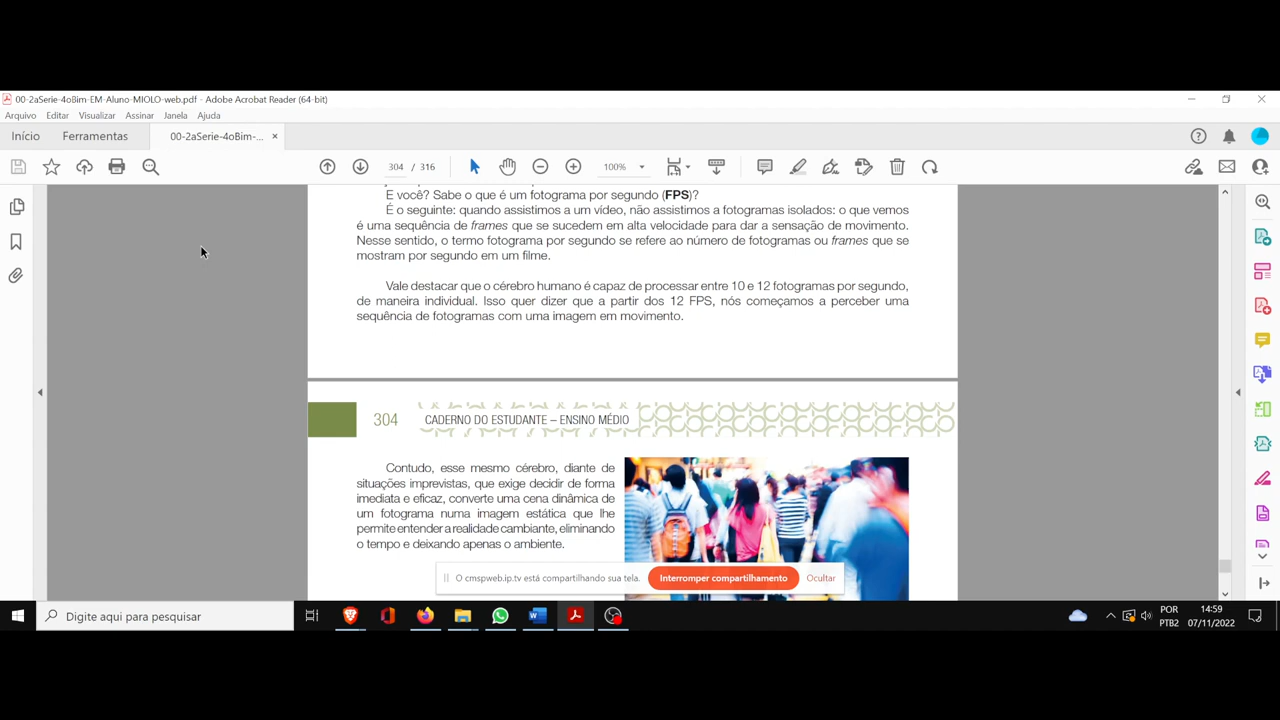 00-2aSerie-4oBim-EM-Aluno-MIOLO-web.pdf - Adobe Acrobat Reader (64-bit)
Arquivo Editar Visualizar Assinar Janela Ajuda
Início Ferramentas 00-2aSerie-4oBim-... ×
304 / 316 100%
E você? Sabe o que é um fotograma por segundo (FPS)?
É o seguinte: quando assistimos a um vídeo, não assistimos a fotogramas isolados: o que vemos
é uma sequência de frames que se sucedem em alta velocidade para dar a sensação de movimento.
Nesse sentido, o termo fotograma por segundo se refere ao número de fotogramas ou frames que se
mostram por segundo em um filme.
Vale destacar que o cérebro humano é capaz de processar entre 10 e 12 fotogramas por segundo,
de maneira individual. Isso quer dizer que a partir dos 12 FPS, nós começamos a perceber uma
sequência de fotogramas com uma imagem em movimento.
304 CADERNO DO ESTUDANTE – ENSINO MÉDIO
Contudo, esse mesmo cérebro, diante de
situações imprevistas, que exige decidir de forma
imediata e eficaz, converte uma cena dinâmica de
um fotograma numa imagem estática que lhe
permite entender a realidade cambiante, eliminando
o tempo e deixando apenas o ambiente.
O cmspweb.ip.tv está compartilhando sua tela. Interromper compartilhamento Ocultar
Digite aqui para pesquisar
POR 14:59
PTB2 07/11/2022